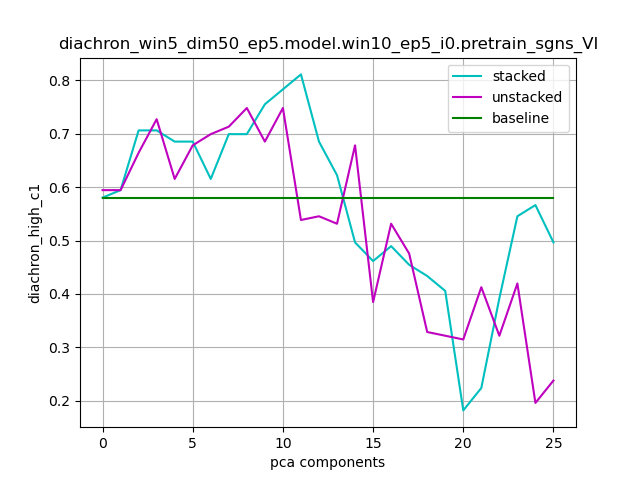 diachron_win5_dim50_ep5.model.win10_ep5_i0.pretrain_sgns_VI
stacked
unstacked
baseline
0.8
0.7
0.6
0.5
0.4
0.3
0.2
diachron_high_c1
0
5
10
15
20
25
pca components